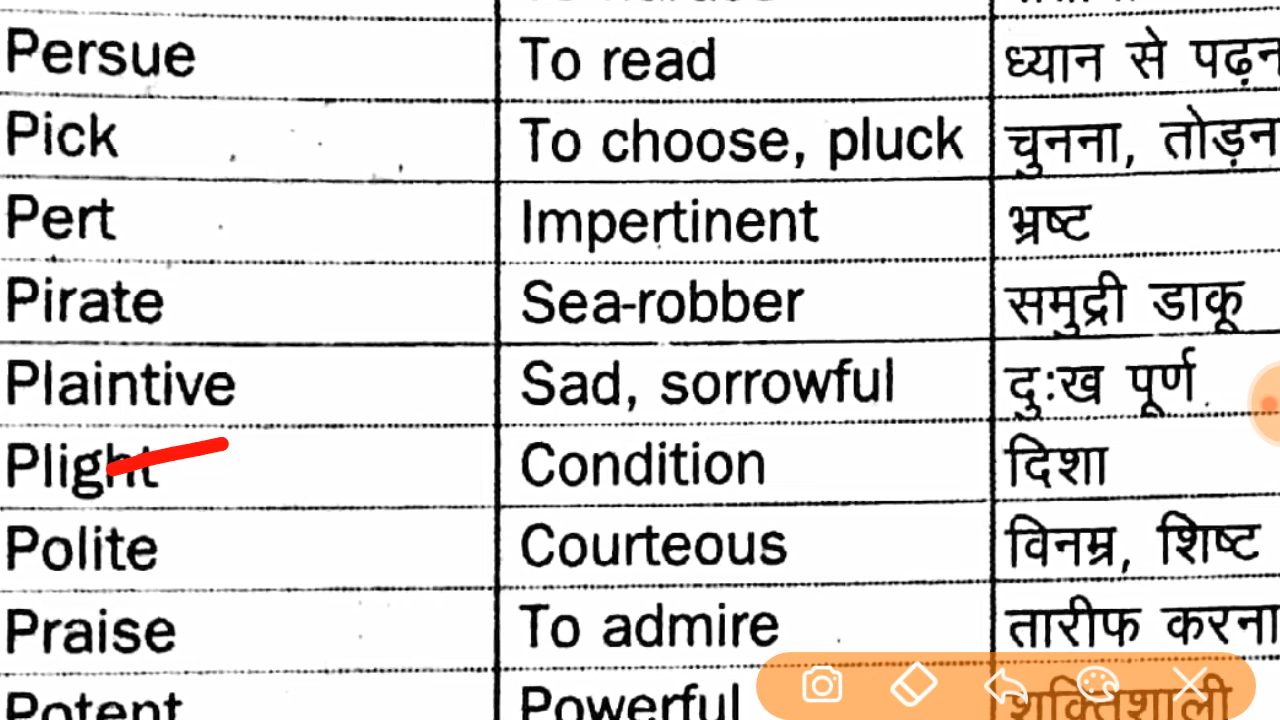 Persue To read ध्यान से पढ़न
Pick To choose, pluck चुनना, तोड़न
Pert Impertinent भ्रष्ट
Pirate Sea-robber समुद्री डाकू
Plaintive Sad, sorrowful दुःख पूर्ण
Plight Condition दिशा
Polite Courteous विनम्र, शिष्ट
Praise To admire तारीफ करना
Potent Powerful शक्तिशाली